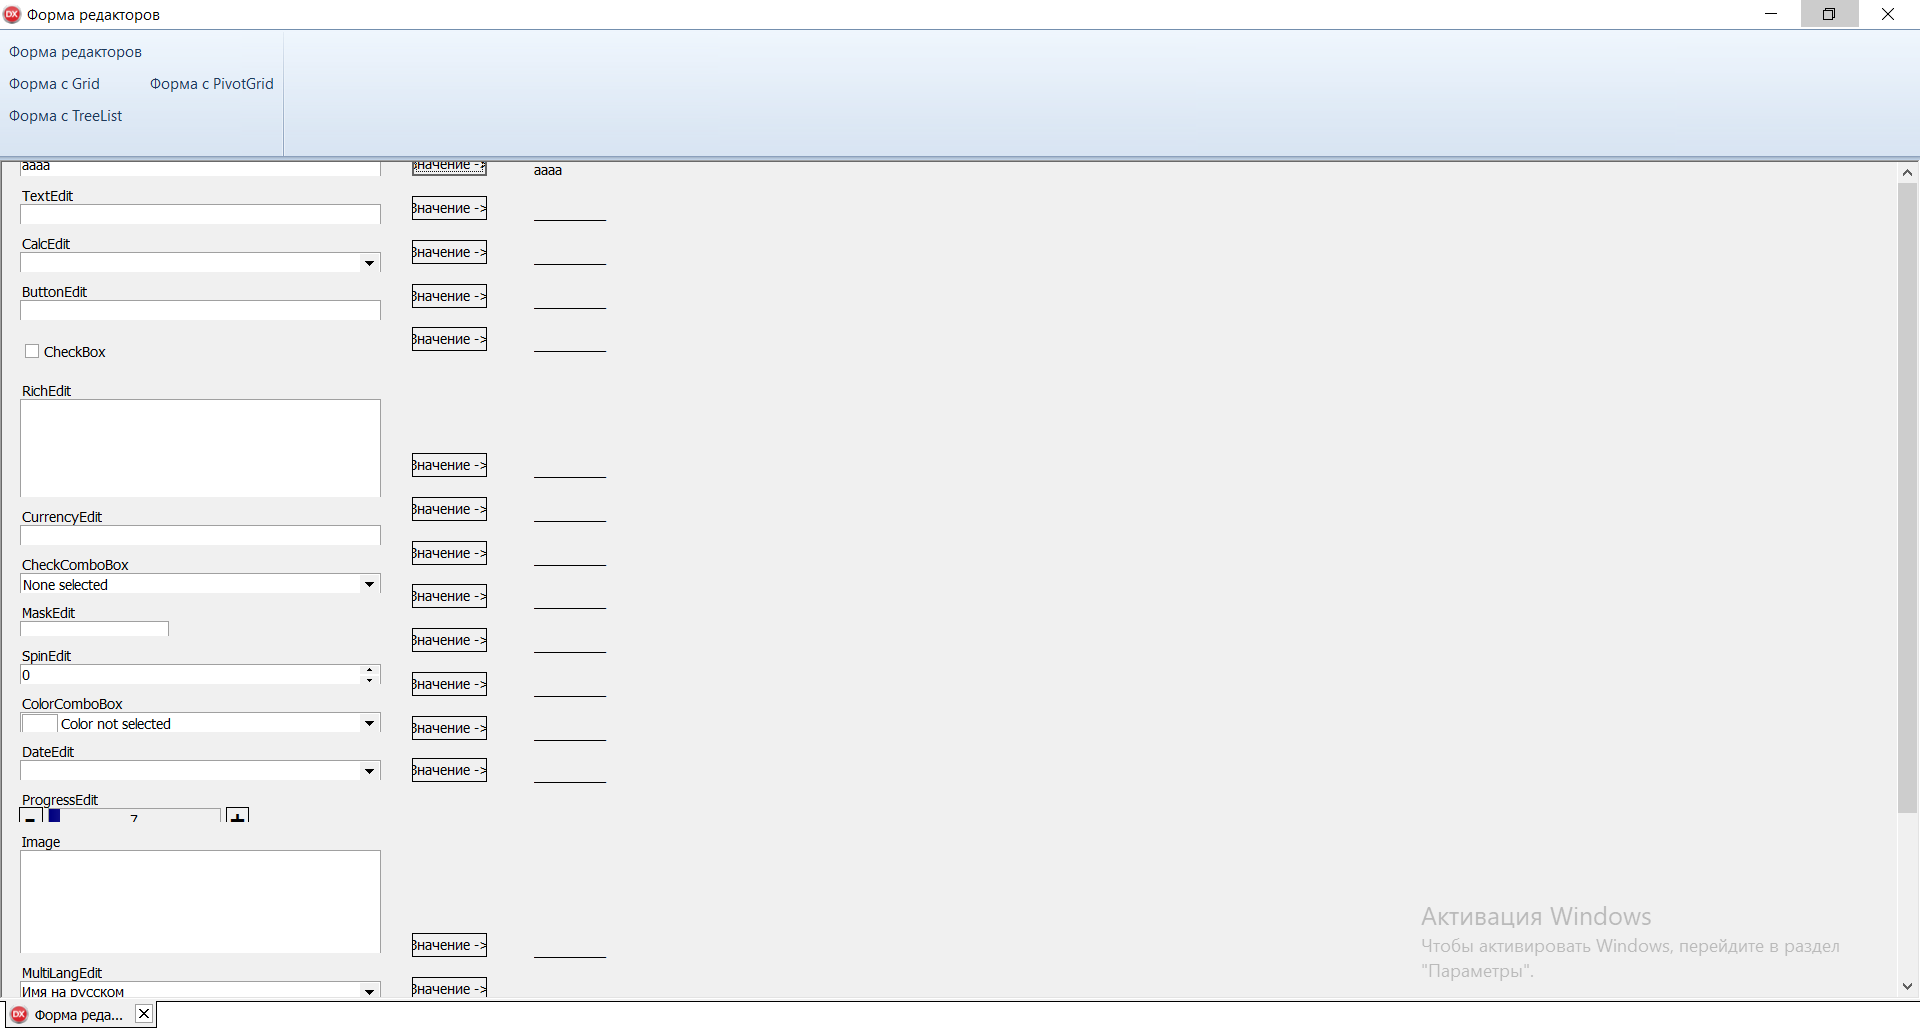 Форма редакторов
Форма редакторов
Форма с Grid
Форма с PivotGrid
Форма с TreeList
aaaa
Значение ->
aaaa
TextEdit
Значение ->
CalcEdit
Значение ->
ButtonEdit
Значение ->
Значение ->
CheckBox
RichEdit
Значение ->
Значение ->
CurrencyEdit
Значение ->
CheckComboBox
None selected
Значение ->
MaskEdit
Значение ->
SpinEdit
0
Значение ->
ColorComboBox
Color not selected
Значение ->
DateEdit
Значение ->
ProgressEdit
- 7 +
Image
Активация Windows
Чтобы активировать Windows, перейдите в раздел
"Параметры".
Значение ->
MultiLangEdit
Имя на русском
Значение ->
DX Форма реда...